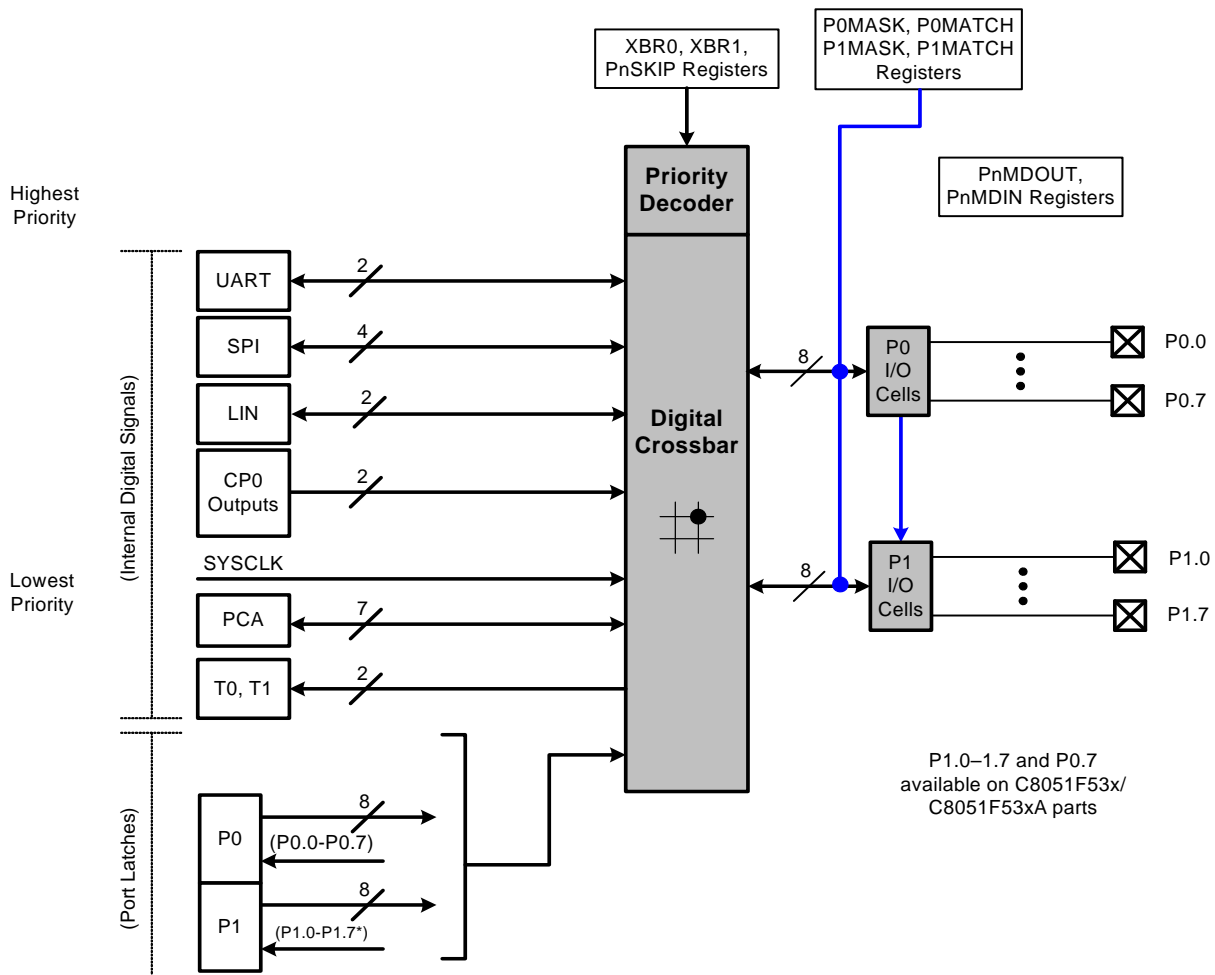 XBR0, XBR1,
PnSKIP Registers
P0MASK, P0MATCH
P1MASK, P1MATCH
Registers
PnMDOUT,
PnMDIN Registers
Priority
Decoder
Highest
Priority
(Internal Digital Signals)
UART
2
SPI
4
LIN
2
CP0
Outputs
2
SYSCLK
Lowest
Priority
PCA
7
T0, T1
2
Digital
Crossbar
8
P0
I/O
Cells
P0.0
P0.7
8
P1
I/O
Cells
P1.0
P1.7
(Port Latches)
P0
8
(P0.0-P0.7)
P1
8
(P1.0-P1.7*)
P1.0–1.7 and P0.7
available on C8051F53x/
C8051F53xA parts